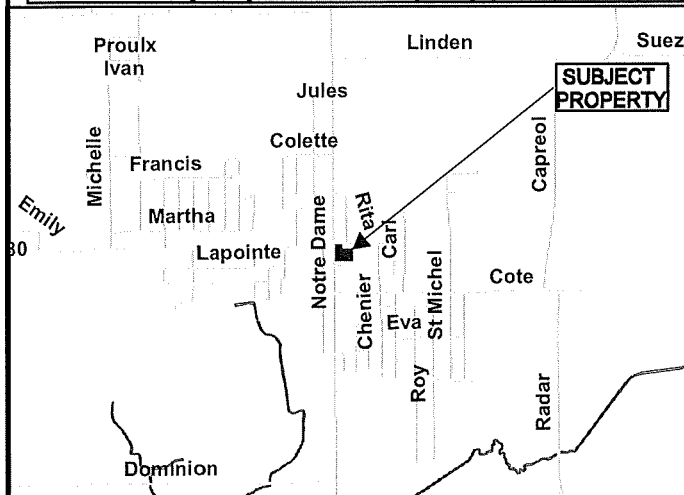 Proulx
Ivan
Linden
Suez
SUBJECT
PROPERTY
Jules
Colette
Capreol
Michelle
Francis
Emily
Martha
Rita
Notre Dame
Carl
30
Lapointe
Chenier
St Michel
Cote
Eva
Roy
Radar
Dominion